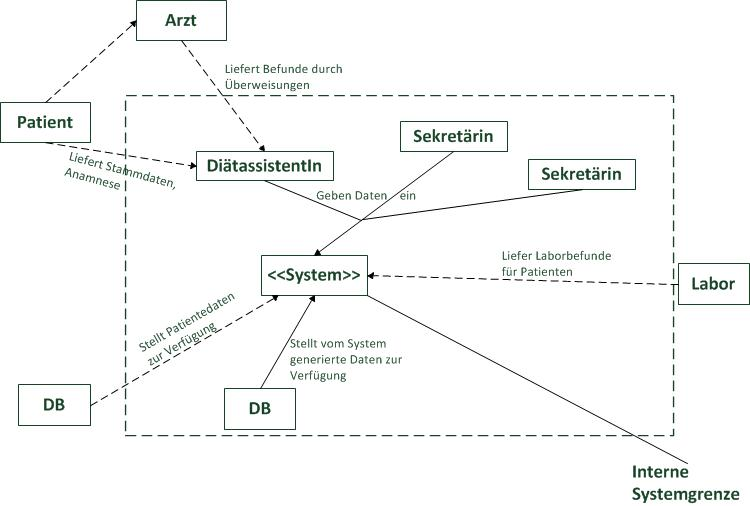 Arzt
Liefert Befunde durch
Überweisungen
Patient
Sekretärin
DiätassistentIn
Liefert Stammdaten,
Anamnese
Sekretärin
Geben Daten ein
<<System>>
Liefer Laborbefunde
für Patienten
Labor
Stellt Patientedaten
zur Verfügung
Stellt vom System
generierte Daten zur
Verfügung
DB
DB
Interne
Systemgrenze